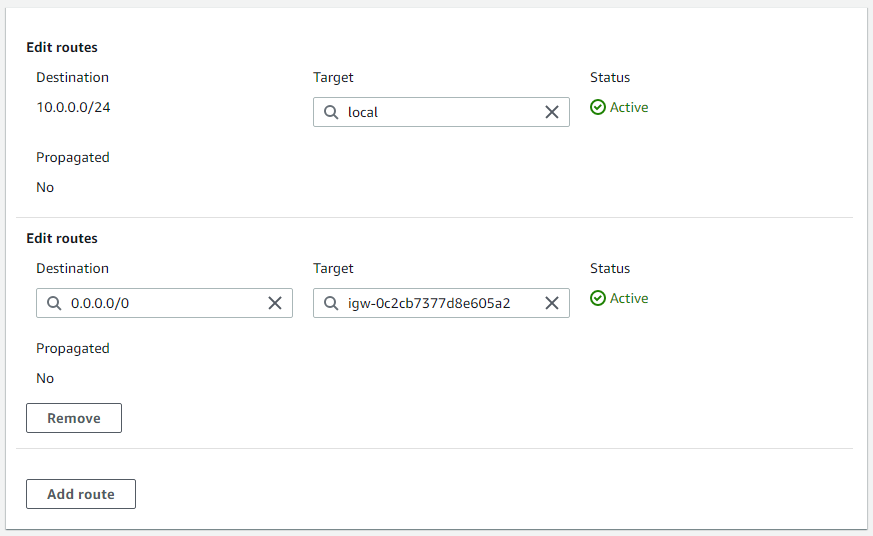 Edit routes
Destination Target Status
10.0.0.0/24 local Active
Propagated
No
Edit routes
Destination Target Status
0.0.0.0/0 igw-0c2cb7377d8e605a2 Active
Propagated
No
Remove
Add route